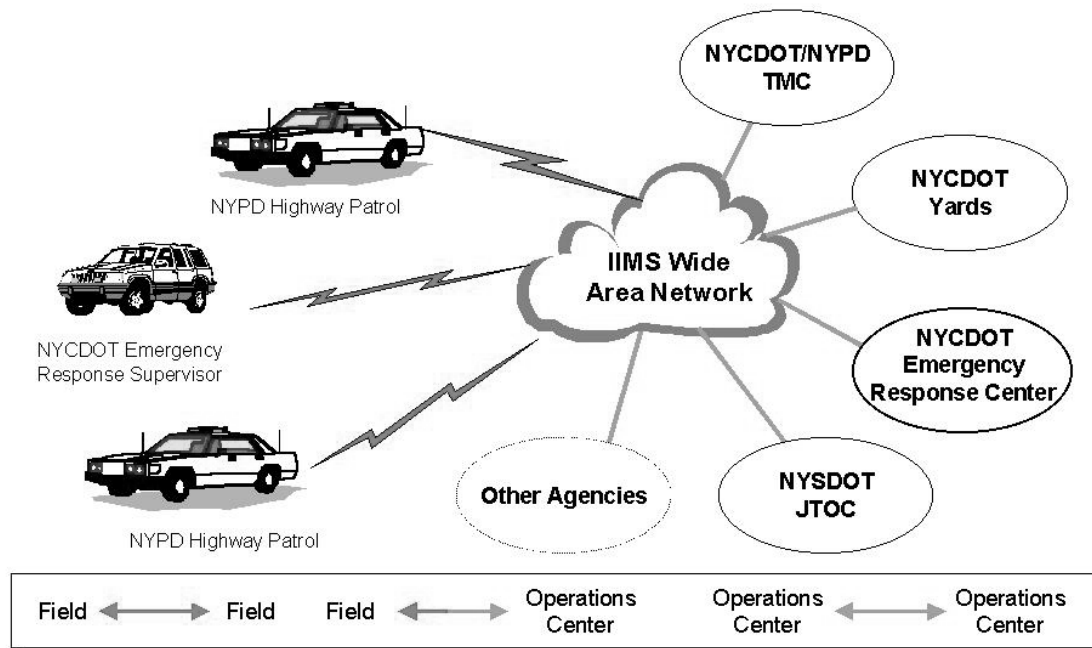 NYCDOT/NYPD
TMC
NYPD Highway Patrol
NYCDOT
Yards
IIMS Wide
Area Network
NYCDOT Emergency
Response Supervisor
NYCDOT
Emergency
Response Center
Other Agencies
NYSDOT
JTOC
NYPD Highway Patrol
Field
Field
Field
Operations
Center
Operations
Center
Operations
Center